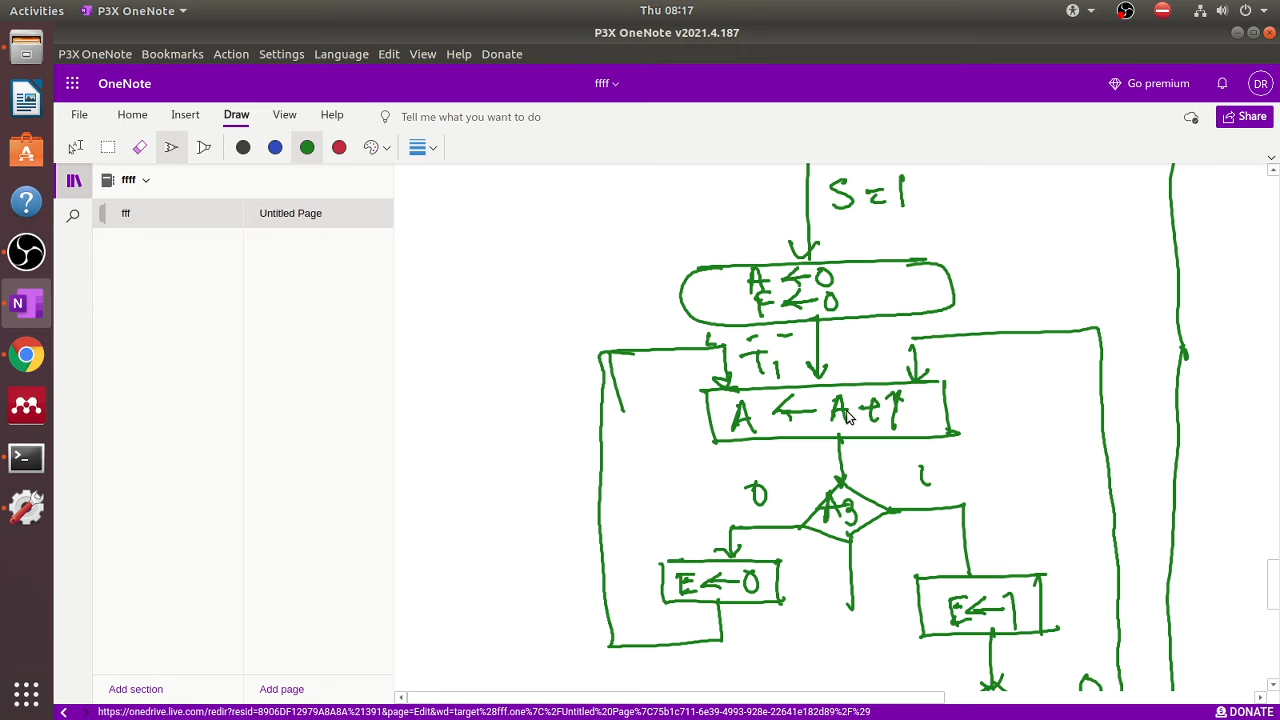 Activities P3X OneNote Thu 08:17
P3X OneNote v2021.4.187
P3X OneNote Bookmarks Action Settings Language Edit View Help Donate
OneNote ffff Go premium DR
File Home Insert Draw View Help Tell me what you want to do Share
ffff
fff Untitled Page
S = 1
A ← 0
F ← 0
T1
A ← A + 1
0 1
A3
E ← 0
E ← 1
0
Add section Add page
https://onedrive.live.com/redir?resid=8906DF12979A8A8A%21391&page=Edit&wd=target%28fff.one%7C%2FUntitled%20Page%7C75b1c711-6e39-4993-928e-22641e182d89%2F%29 DONATE